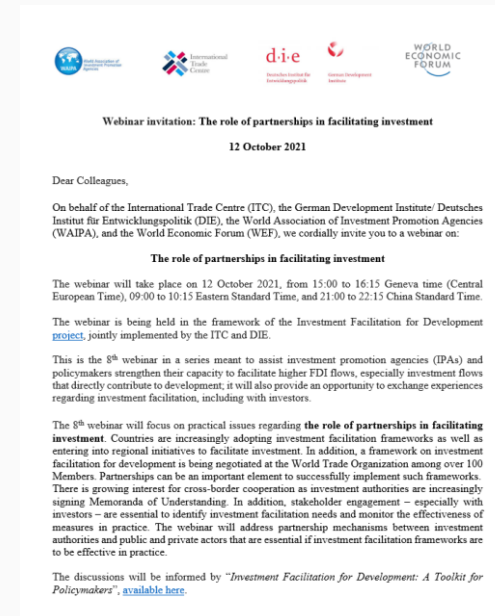 WAIPA
World Association of
Investment Promotion
Agencies
International
Trade
Centre
d·i·e
Deutsches Institut für
Entwicklungspolitik
German Development
Institute
WORLD
ECONOMIC
FORUM
Webinar invitation: The role of partnerships in facilitating investment
12 October 2021
Dear Colleagues,
On behalf of the International Trade Centre (ITC), the German Development Institute/ Deutsches
Institut für Entwicklungspolitik (DIE), the World Association of Investment Promotion Agencies
(WAIPA), and the World Economic Forum (WEF), we cordially invite you to a webinar on:
The role of partnerships in facilitating investment
The webinar will take place on 12 October 2021, from 15:00 to 16:15 Geneva time (Central
European Time), 09:00 to 10:15 Eastern Standard Time, and 21:00 to 22:15 China Standard Time.
The webinar is being held in the framework of the Investment Facilitation for Development
project, jointly implemented by the ITC and DIE.
This is the 8th webinar in a series meant to assist investment promotion agencies (IPAs) and
policymakers strengthen their capacity to facilitate higher FDI flows, especially investment flows
that directly contribute to development; it will also provide an opportunity to exchange experiences
regarding investment facilitation, including with investors.
The 8th webinar will focus on practical issues regarding the role of partnerships in facilitating
investment. Countries are increasingly adopting investment facilitation frameworks as well as
entering into regional initiatives to facilitate investment. In addition, a framework on investment
facilitation for development is being negotiated at the World Trade Organization among over 100
Members. Partnerships can be an important element to successfully implement such frameworks.
There is growing interest for cross-border cooperation as investment authorities are increasingly
signing Memoranda of Understanding. In addition, stakeholder engagement – especially with
investors – are essential to identify investment facilitation needs and monitor the effectiveness of
measures in practice. The webinar will address partnership mechanisms between investment
authorities and public and private actors that are essential if investment facilitation frameworks are
to be effective in practice.
The discussions will be informed by “Investment Facilitation for Development: A Toolkit for
Policymakers”, available here.